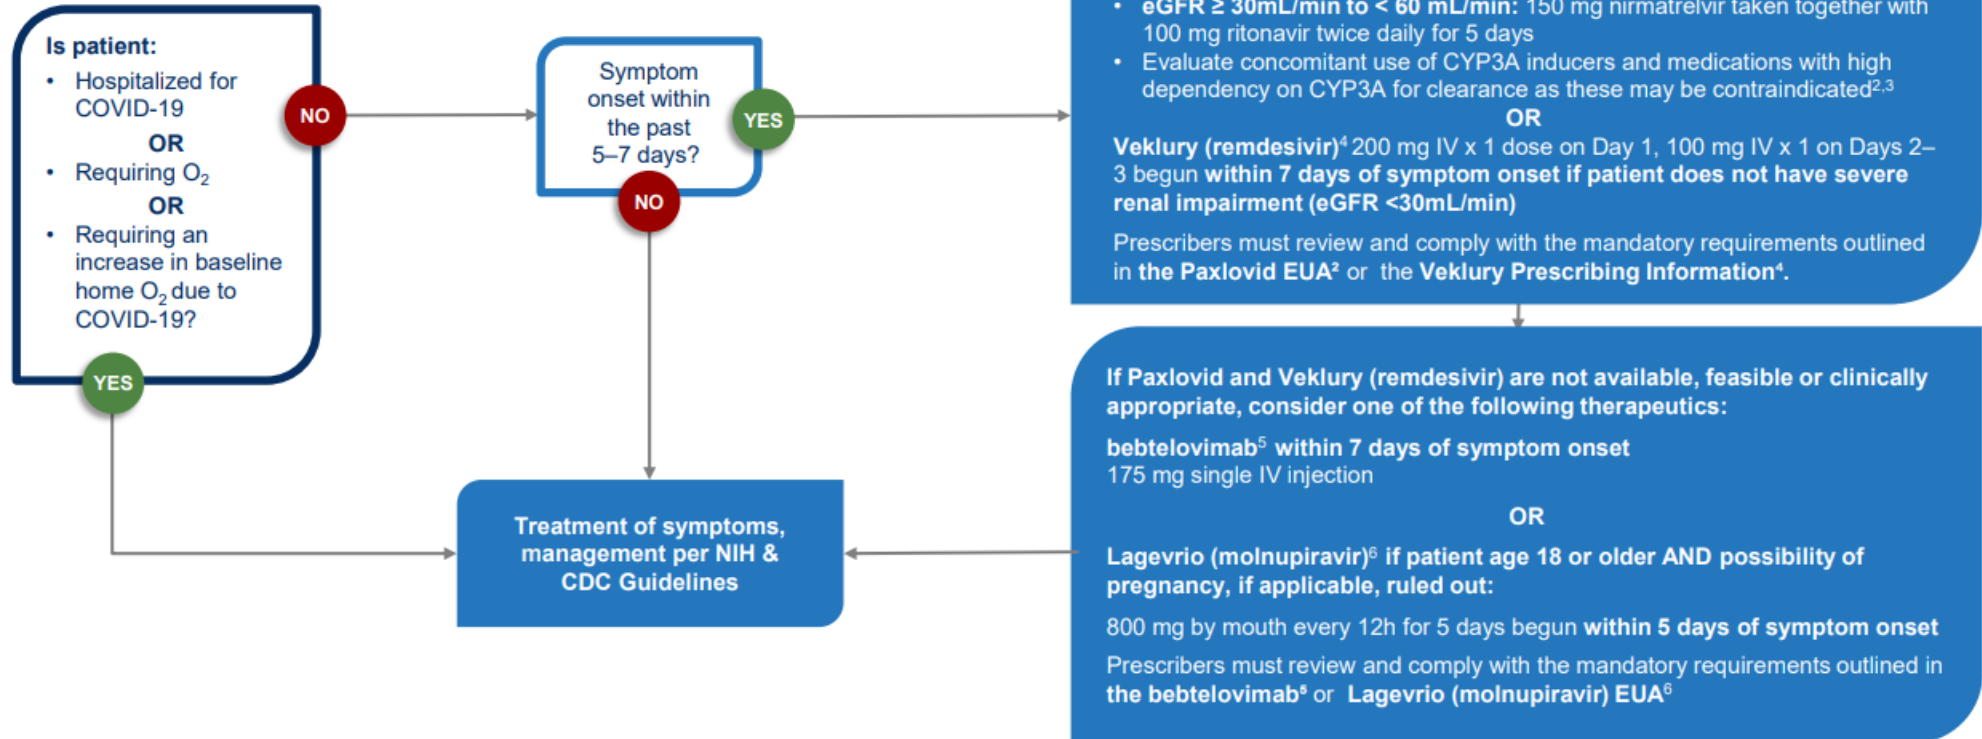 Is patient:
• Hospitalized for
COVID-19
OR
• Requiring O₂
OR
• Requiring an
increase in baseline
home O₂ due to
COVID-19?
YES
NO
Symptom
onset within
the past
5–7 days?
YES
NO
Treatment of symptoms,
management per NIH &
CDC Guidelines
• eGFR ≥ 30mL/min to < 60 mL/min: 150 mg nirmatrelvir taken together with
100 mg ritonavir twice daily for 5 days
• Evaluate concomitant use of CYP3A inducers and medications with high
dependency on CYP3A for clearance as these may be contraindicated²,³
OR
Veklury (remdesivir)⁴ 200 mg IV x 1 dose on Day 1, 100 mg IV x 1 on Days 2–
3 begun within 7 days of symptom onset if patient does not have severe
renal impairment (eGFR <30mL/min)
Prescribers must review and comply with the mandatory requirements outlined
in the Paxlovid EUA² or the Veklury Prescribing Information⁴.
If Paxlovid and Veklury (remdesivir) are not available, feasible or clinically
appropriate, consider one of the following therapeutics:
bebtelovimab⁵ within 7 days of symptom onset
175 mg single IV injection
OR
Lagevrio (molnupiravir)⁶ if patient age 18 or older AND possibility of
pregnancy, if applicable, ruled out:
800 mg by mouth every 12h for 5 days begun within 5 days of symptom onset
Prescribers must review and comply with the mandatory requirements outlined in
the bebtelovimab⁵ or Lagevrio (molnupiravir) EUA⁶